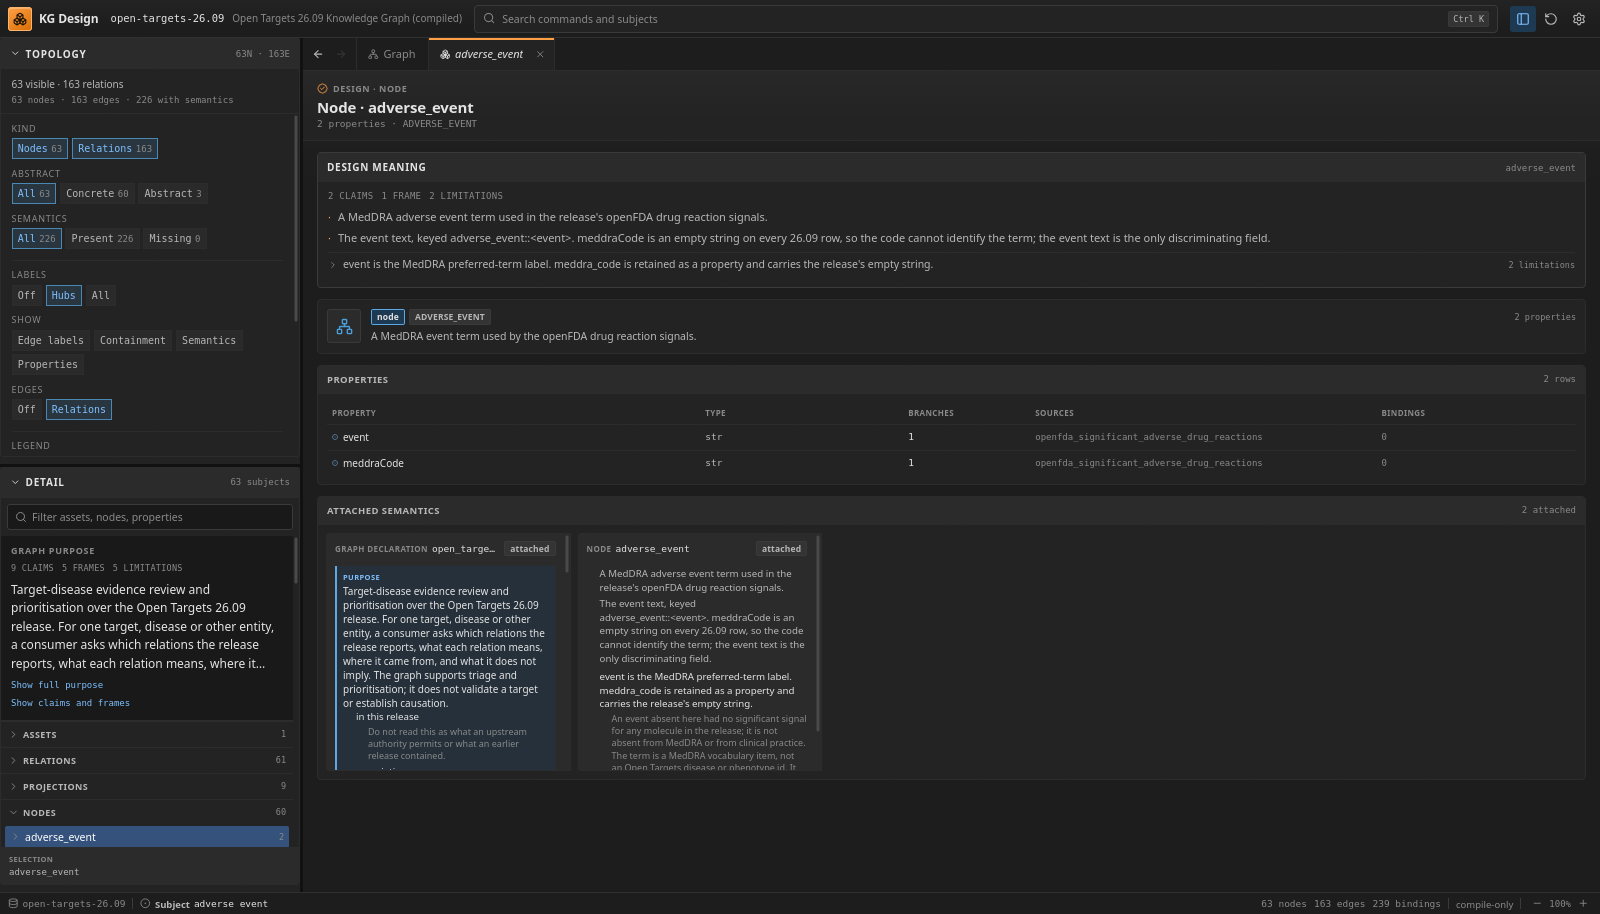 KG Design open-targets-26.09 Open Targets 26.09 Knowledge Graph (compiled) Search commands and subjects Ctrl K
TOPOLOGY 63N · 163E
63 visible · 163 relations
63 nodes · 163 edges · 226 with semantics
KIND
Nodes 63 Relations 163
ABSTRACT
All 63 Concrete 60 Abstract 3
SEMANTICS
All 226 Present 226 Missing 0
LABELS
Off Hubs All
SHOW
Edge labels Containment Semantics
Properties
EDGES
Off Relations
LEGEND
DETAIL 63 subjects
Filter assets, nodes, properties
GRAPH PURPOSE
9 CLAIMS 5 FRAMES 5 LIMITATIONS
Target-disease evidence review and
prioritisation over the Open Targets 26.09
release. For one target, disease or other entity,
a consumer asks which relations the release
reports, what each relation means, where it...
Show full purpose
Show claims and frames
ASSETS 1
RELATIONS 61
PROJECTIONS 9
NODES 60
adverse_event 2
SELECTION
adverse_event
Graph adverse_event
DESIGN · NODE
Node · adverse_event
2 properties · ADVERSE_EVENT
DESIGN MEANING adverse_event
2 CLAIMS 1 FRAME 2 LIMITATIONS
· A MedDRA adverse event term used in the release's openFDA drug reaction signals.
· The event text, keyed adverse_event::<event>. meddraCode is an empty string on every 26.09 row, so the code cannot identify the term; the event text is the only discriminating field.
event is the MedDRA preferred-term label. meddra_code is retained as a property and carries the release's empty string. 2 limitations
node ADVERSE_EVENT 2 properties
A MedDRA event term used by the openFDA drug reaction signals.
PROPERTIES 2 rows
PROPERTY TYPE BRANCHES SOURCES BINDINGS
event str 1 openfda_significant_adverse_drug_reactions 0
meddraCode str 1 openfda_significant_adverse_drug_reactions 0
ATTACHED SEMANTICS 2 attached
GRAPH DECLARATION open_targe… attached
PURPOSE
Target-disease evidence review and
prioritisation over the Open Targets 26.09
release. For one target, disease or other
entity, a consumer asks which relations the
release reports, what each relation means,
where it came from, and what it does not
imply. The graph supports triage and
prioritisation; it does not validate a target
or establish causation.
in this release
Do not read this as what an upstream
authority permits or what an earlier
release contained.
NODE adverse_event attached
A MedDRA adverse event term used in the
release's openFDA drug reaction signals.
The event text, keyed
adverse_event::<event>. meddraCode is an
empty string on every 26.09 row, so the code
cannot identify the term; the event text is the
only discriminating field.
event is the MedDRA preferred-term label.
meddra_code is retained as a property and
carries the release's empty string.
An event absent here had no significant signal
for any molecule in the release; it is not
absent from MedDRA or from clinical practice.
The term is a MedDRA vocabulary item, not
an Open Targets disease or phenotype id. It
open-targets-26.09 Subject adverse event 63 nodes 163 edges 239 bindings compile-only − 100% +